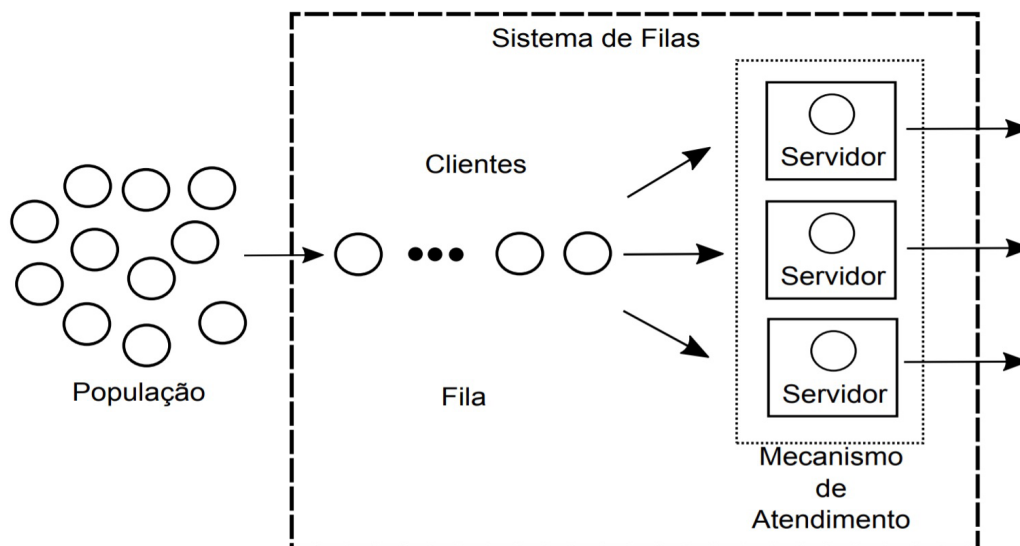 Sistema de Filas
Clientes
Servidor
Servidor
Servidor
População
Fila
Mecanismo
de
Atendimento